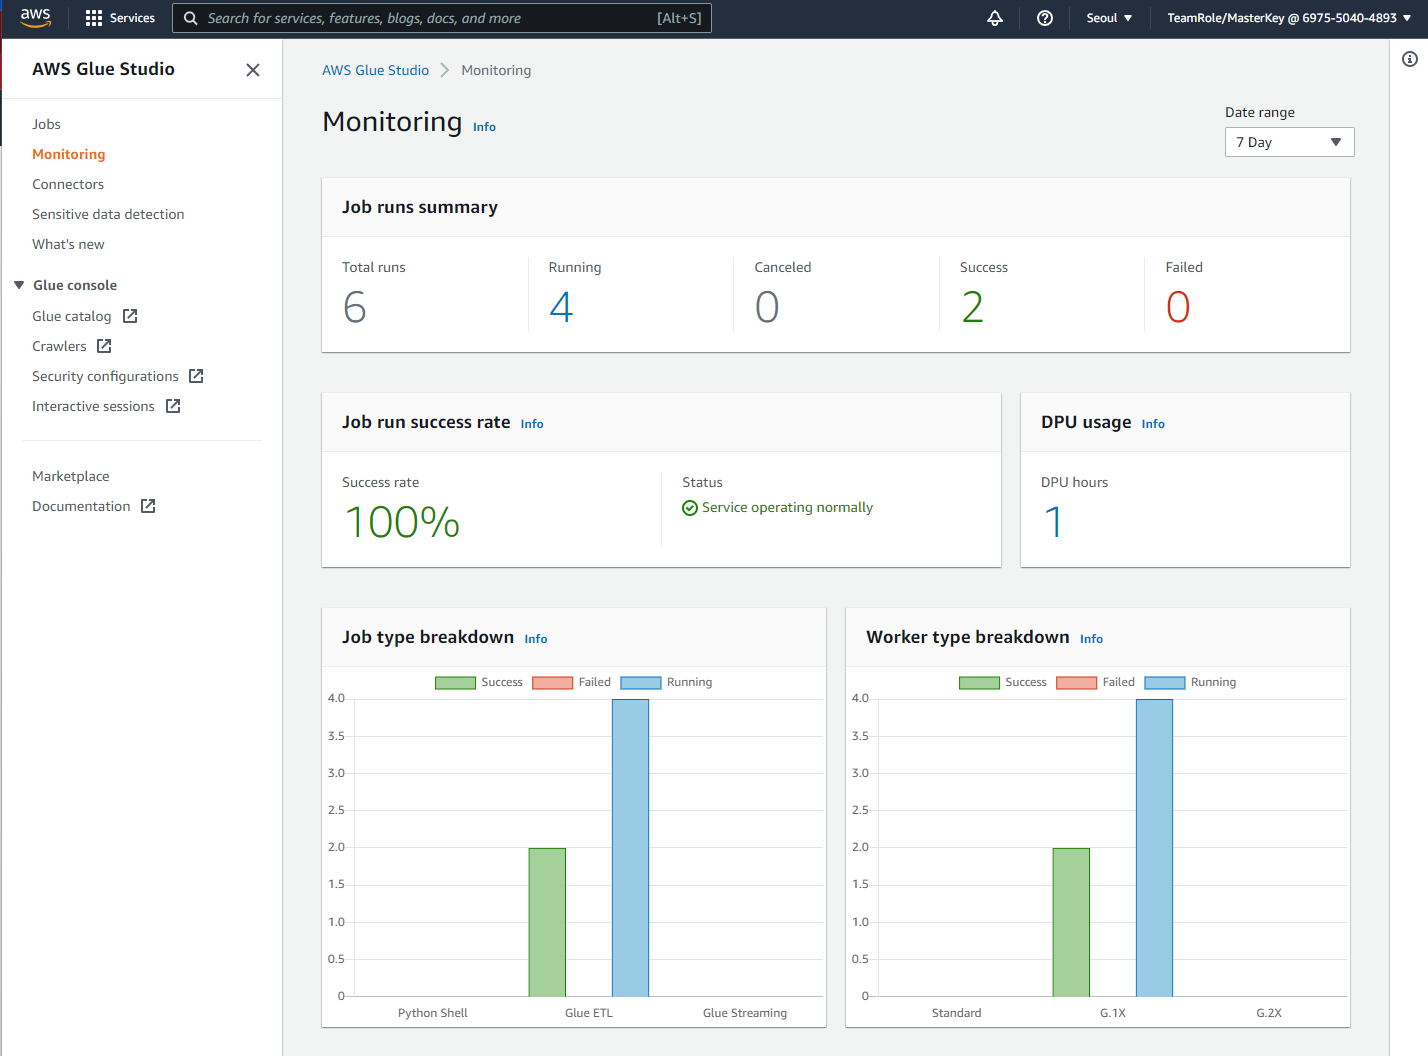 aws
Services
Search for services, features, blogs, docs, and more [Alt+S]
Seoul
TeamRole/MasterKey @ 6975-5040-4893
AWS Glue Studio
Jobs
Monitoring
Connectors
Sensitive data detection
What's new
Glue console
Glue catalog
Crawlers
Security configurations
Interactive sessions
Marketplace
Documentation
AWS Glue Studio > Monitoring
Monitoring Info
Date range
7 Day
Job runs summary
Total runs
6
Running
4
Canceled
0
Success
2
Failed
0
Job run success rate Info
Success rate
100%
Status
Service operating normally
DPU usage Info
DPU hours
1
Job type breakdown Info
Success Failed Running
4.0
3.5
3.0
2.5
2.0
1.5
1.0
0.5
0
Python Shell Glue ETL Glue Streaming
Worker type breakdown Info
Success Failed Running
4.0
3.5
3.0
2.5
2.0
1.5
1.0
0.5
0
Standard G.1X G.2X